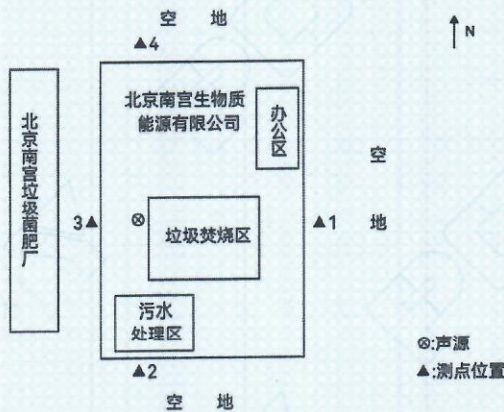 空 地
▲4
N
北京南宫生物质
能源有限公司
办公区
北京南宫垃圾菌肥厂
空
地
3▲
⊗
垃圾焚烧区
▲1
污水
处理区
⊗:声源
▲2
▲:测点位置
空 地